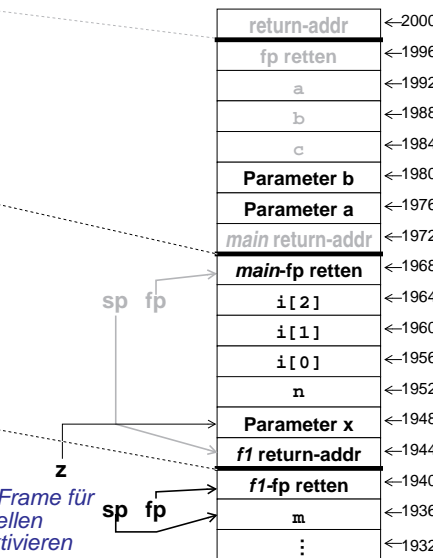 return-addr ←2000
fp retten ←1996
a ←1992
b ←1988
c ←1984
Parameter b ←1980
Parameter a ←1976
main return-addr ←1972
main-fp retten ←1968
sp fp i[2] ←1964
i[1] ←1960
i[0] ←1956
n ←1952
Parameter x ←1948
f1 return-addr ←1944
z
f1-fp retten ←1940
Frame für
sp fp m ←1936
ellen
tivieren
⋮ ←1932